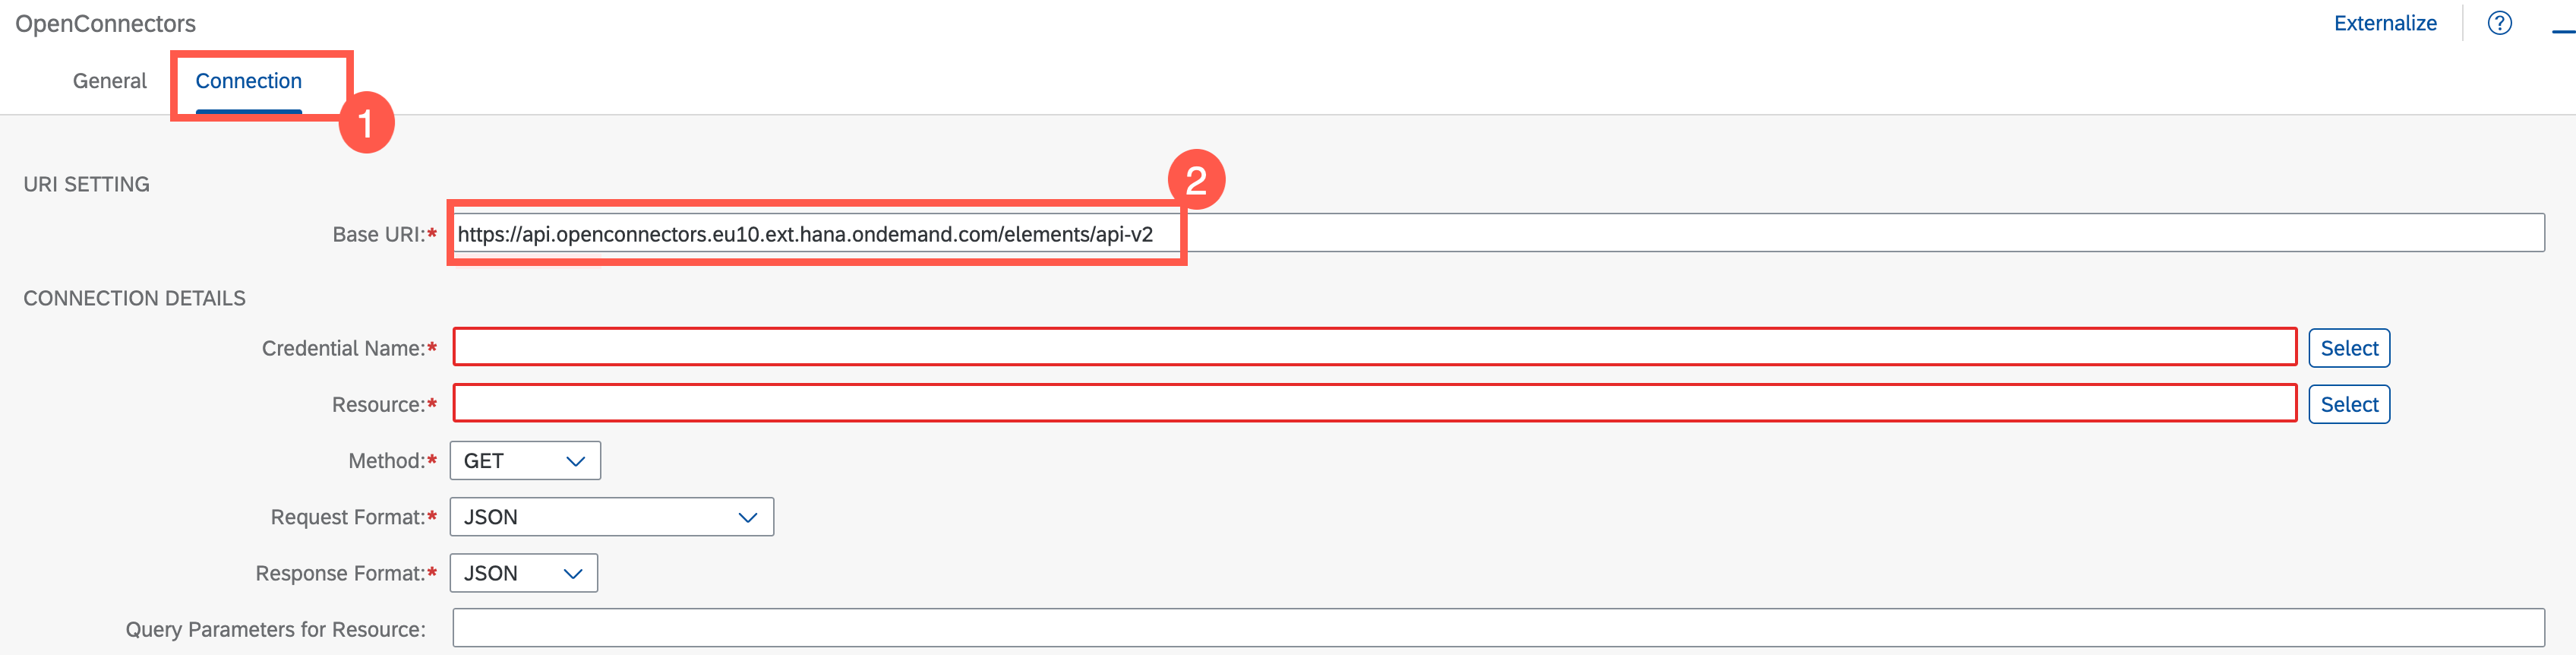 OpenConnectors
Externalize ?
General Connection
1
2
URI SETTING
Base URI:* https://api.openconnectors.eu10.ext.hana.ondemand.com/elements/api-v2
CONNECTION DETAILS
Credential Name:* Select
Resource:* Select
Method:* GET
Request Format:* JSON
Response Format:* JSON
Query Parameters for Resource: